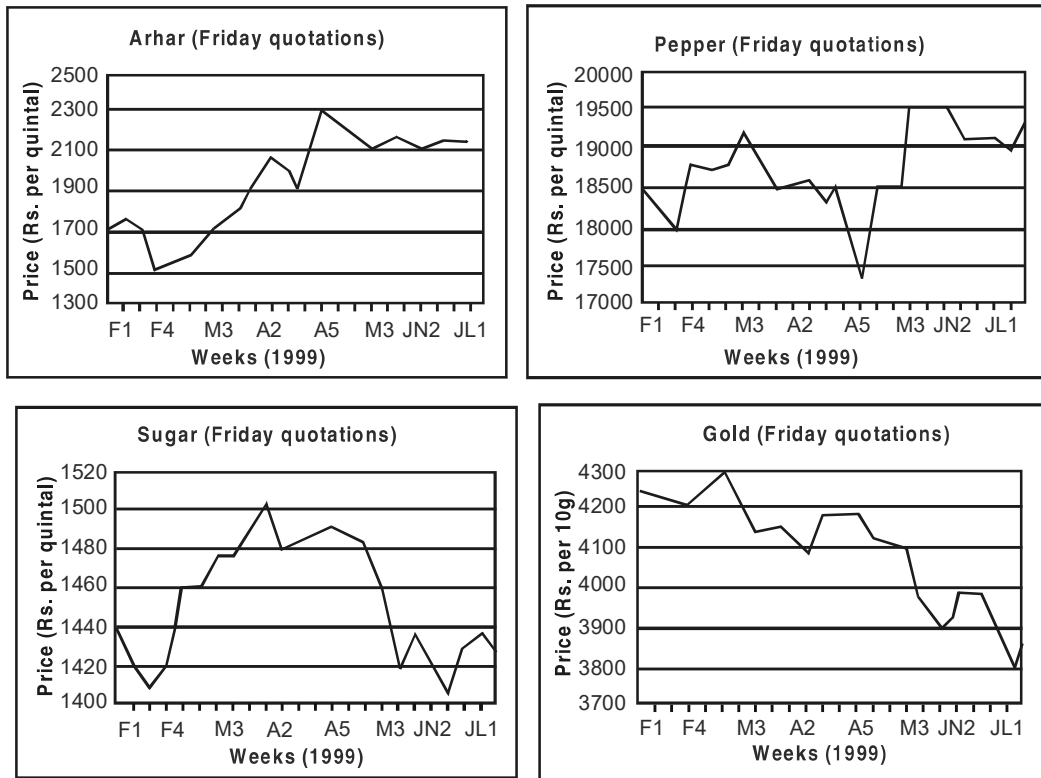 Arhar (Friday quotations)
Price (Rs. per quintal)
2500
2300
2100
1900
1700
1500
1300
F1 F4 M3 A2 A5 M3 JN2 JL1
Weeks (1999)
Pepper (Friday quotations)
Price (Rs. per quintal)
20000
19500
19000
18500
18000
17500
17000
F1 F4 M3 A2 A5 M3 JN2 JL1
Weeks (1999)
Sugar (Friday quotations)
Price (Rs. per quintal)
1520
1500
1480
1460
1440
1420
1400
F1 F4 M3 A2 A5 M3 JN2 JL1
Weeks (1999)
Gold (Friday quotations)
Price (Rs. per 10g)
4300
4200
4100
4000
3900
3800
3700
F1 F4 M3 A2 A5 M3 JN2 JL1
Weeks (1999)